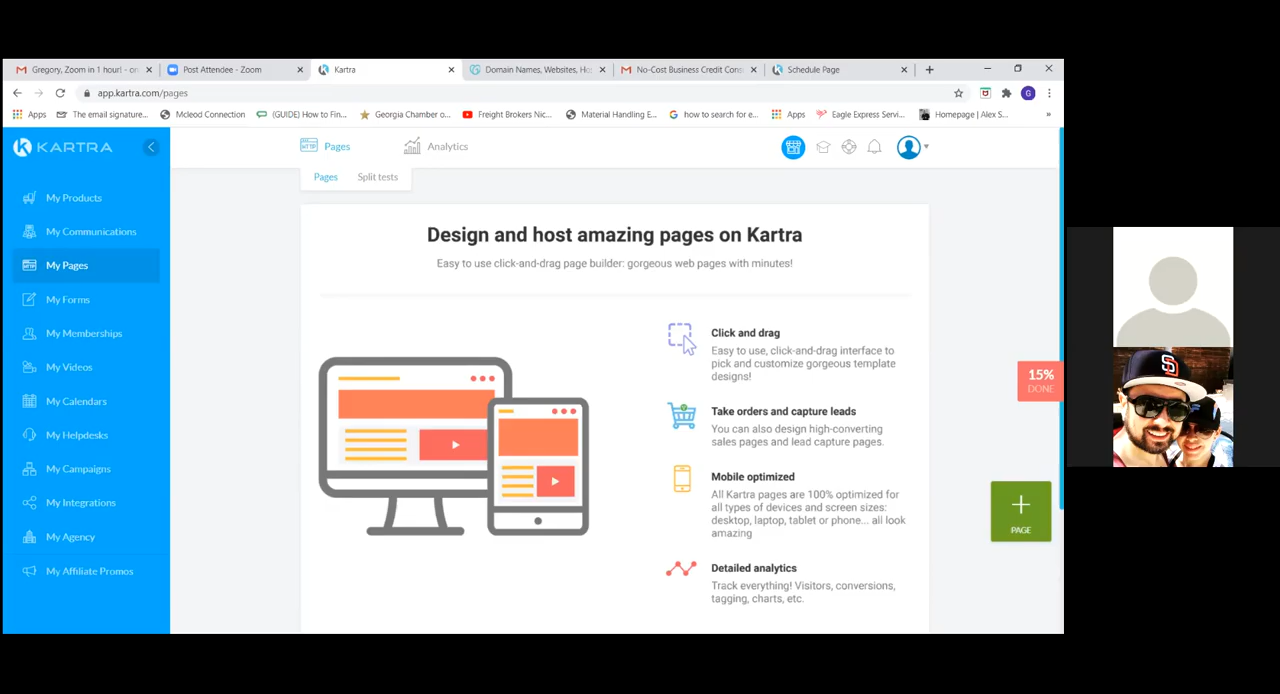 Gregory, Zoom in 1 hour! - on
Post Attendee - Zoom
Kartra
Domain Names, Websites, Hos
No-Cost Business Credit Cons
Schedule Page
app.kartra.com/pages
G
Apps
The email signature...
Mcleod Connection
(GUIDE) How to Fin...
Georgia Chamber o...
Freight Brokers Nic...
Material Handling E...
how to search for e...
Apps
Eagle Express Servi...
Homepage | Alex S...
KARTRA
Pages
Analytics
Pages
Split tests
My Products
My Communications
My Pages
My Forms
My Memberships
My Videos
My Calendars
My Helpdesks
My Campaigns
My Integrations
My Agency
My Affiliate Promos
Design and host amazing pages on Kartra
Easy to use click-and-drag page builder: gorgeous web pages with minutes!
Click and drag
Easy to use, click-and-drag interface to
pick and customize gorgeous template
designs!
Take orders and capture leads
You can also design high-converting
sales pages and lead capture pages.
Mobile optimized
All Kartra pages are 100% optimized for
all types of devices and screen sizes:
desktop, laptop, tablet or phone... all look
amazing
Detailed analytics
Track everything! Visitors, conversions,
tagging, charts, etc.
15%
DONE
PAGE
SD